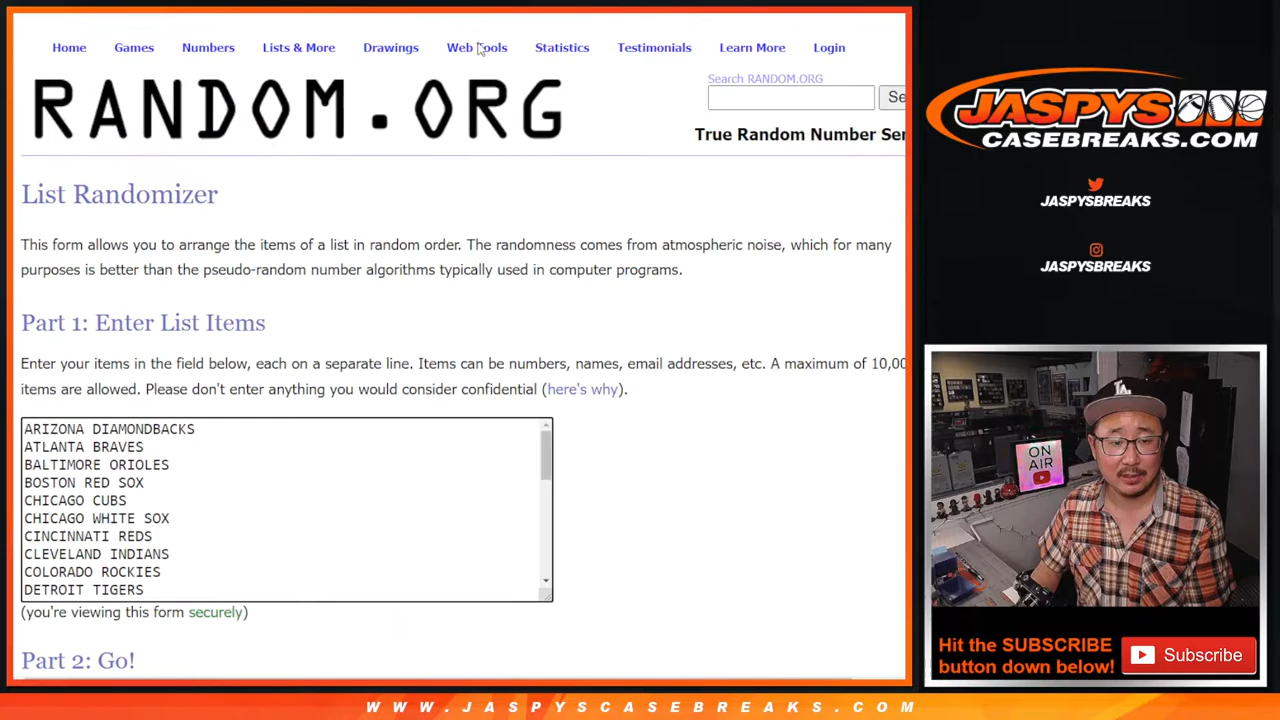 Home Games Numbers Lists & More Drawings Web Tools Statistics Testimonials Learn More Login
RANDOM.ORG
Search RANDOM.ORG
Se
True Random Number Ser
List Randomizer
This form allows you to arrange the items of a list in random order. The randomness comes from atmospheric noise, which for many
purposes is better than the pseudo-random number algorithms typically used in computer programs.
Part 1: Enter List Items
Enter your items in the field below, each on a separate line. Items can be numbers, names, email addresses, etc. A maximum of 10,00
items are allowed. Please don't enter anything you would consider confidential (here's why).
ARIZONA DIAMONDBACKS
ATLANTA BRAVES
BALTIMORE ORIOLES
BOSTON RED SOX
CHICAGO CUBS
CHICAGO WHITE SOX
CINCINNATI REDS
CLEVELAND INDIANS
COLORADO ROCKIES
DETROIT TIGERS
(you're viewing this form securely)
Part 2: Go!
JASPYS
CASEBREAKS.COM
JASPYSBREAKS
JASPYSBREAKS
LA
ON
AIR
Hit the SUBSCRIBE
button down below!
Subscribe
WWW.JASPYSCASEBREAKS.COM